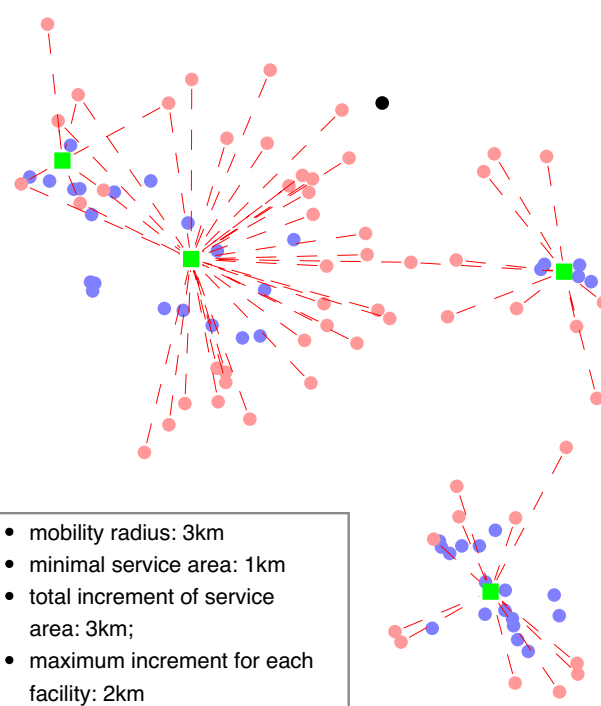 • mobility radius: 3km
• minimal service area: 1km
• total increment of service
area: 3km;
• maximum increment for each
facility: 2km